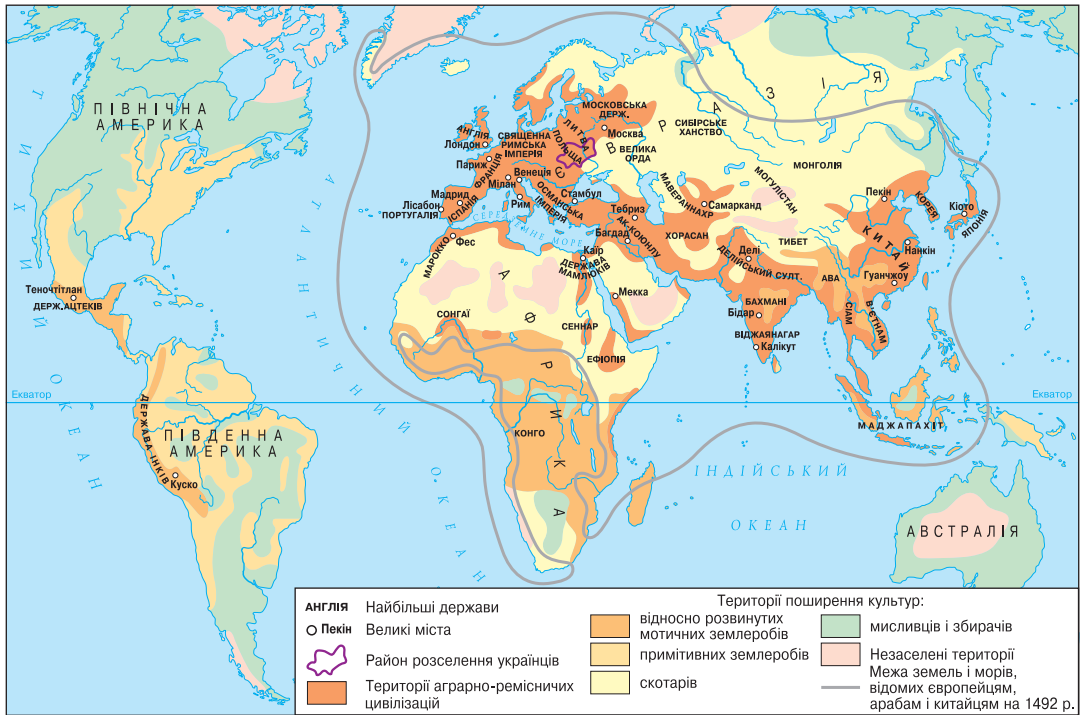 ПІВНІЧНА
АМЕРИКА
ТИХИЙ ОКЕАН
АТЛАНТИЧНИЙ ОКЕАН
Теночтітлан
ДЕРЖ.АЦТЕКІВ
Екватор
ДЕРЖАВА ІНКІВ
ПІВДЕННА
АМЕРИКА
Куско
ЄВРАЗІЯ
АНГЛІЯ
Лондон
СВЯЩЕННА
РИМСЬКА
ІМПЕРІЯ
ЛИТВА
ПОЛЬЩА
МОСКОВСЬКА
ДЕРЖ.
Москва
СИБІРСЬКЕ
ХАНСТВО
ВЕЛИКА
ОРДА
Париж
ФРАНЦІЯ
Венеція
Мілан
Мадрид
Лісабон
ПОРТУГАЛІЯ
ІСПАНІЯ
Рим
ОСМАНСЬКА
ІМПЕРІЯ
Стамбул
СЕРЕДЗЕМНЕ МОРЕ
МАРОККО
Фес
Тебриз
АК-КОЮНЛУ
Багдад
МАВЕРАННАХР
Самарканд
ХОРАСАН
МОГУЛІСТАН
МОНГОЛІЯ
ТИБЕТ
Пекін
КОРЕЯ
Кіото
ЯПОНІЯ
КИТАЙ
Нанкін
Гуанчжоу
Каїр
ДЕРЖАВА
МАМЛЮКІВ
Мекка
Делі
ДЕЛІЙСЬКИЙ СУЛТ.
АВА
БАХМАНІ
Бідар
СІАМ
В'ЄТНАМ
ВІДЖАЯНАГАР
Калікут
АФРИКА
СОНГАЇ
СЕННАР
ЕФІОПІЯ
КОНГО
Екватор
МАДЖАПАХІТ
ІНДІЙСЬКИЙ
ОКЕАН
АВСТРАЛІЯ
АНГЛІЯ Найбільші держави
Пекін Великі міста
Район розселення українців
Території аграрно-ремісничих
цивілізацій
Території поширення культур:
відносно розвинутих
мотичних землеробів
примітивних землеробів
скотарів
мисливців і збирачів
Незаселені території
Межа земель і морів,
відомих європейцям,
арабам і китайцям на 1492 р.